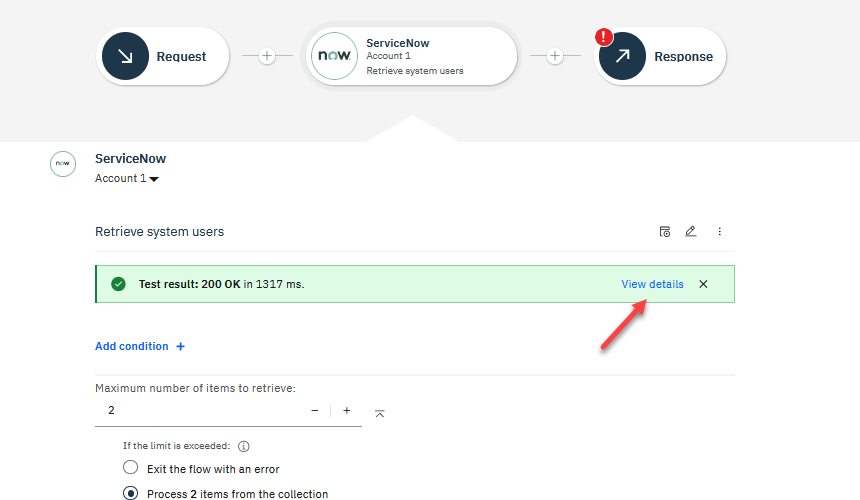 Request
now
ServiceNow
Account 1
Retrieve system users
!
Response
now
ServiceNow
Account 1
Retrieve system users
Test result: 200 OK in 1317 ms.
View details
Add condition +
Maximum number of items to retrieve:
2
If the limit is exceeded:
Exit the flow with an error
Process 2 items from the collection